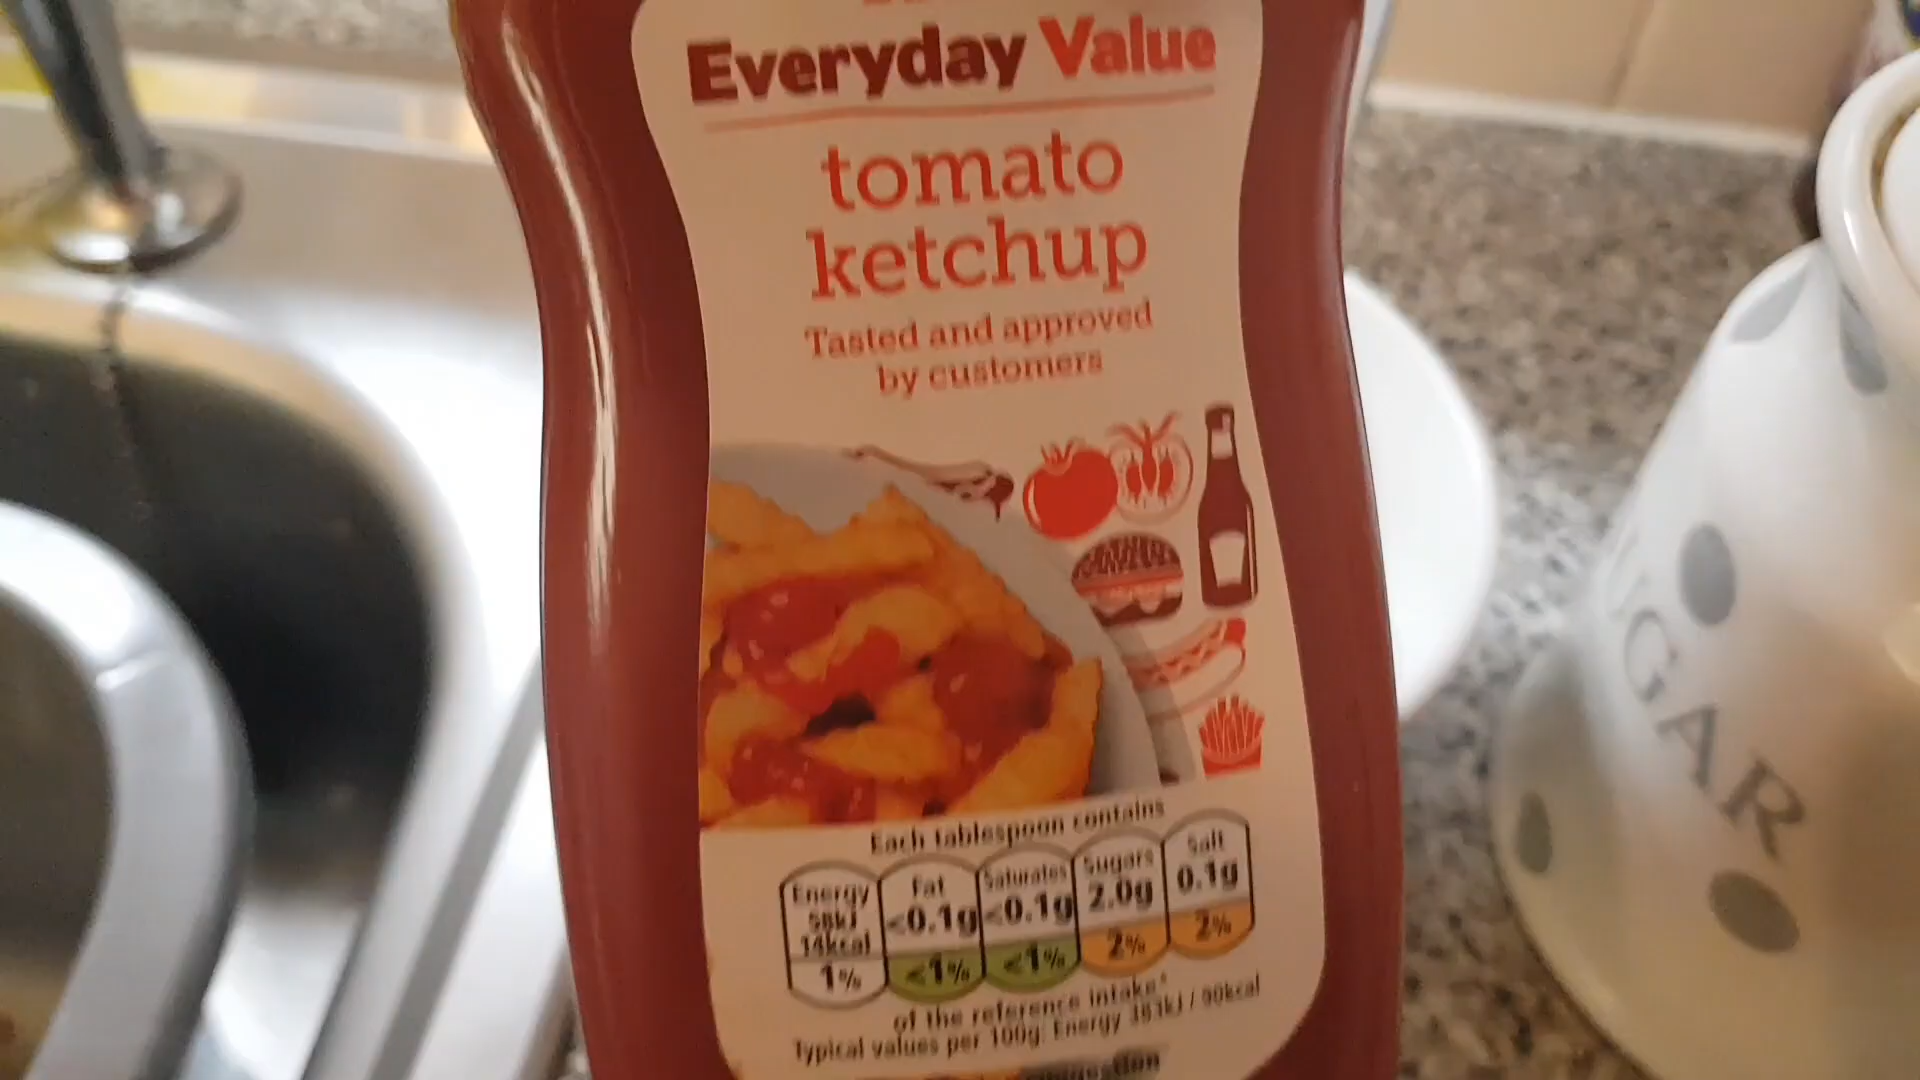 Everyday Value
tomato
ketchup
Tasted and approved
by customers
Each tablespoon contains
Energy
58kJ
14kcal
1%
Fat
<0.1g
<1%
Saturates
<0.1g
<1%
Sugars
2.0g
2%
Salt
0.1g
2%
of the reference intake*
Typical values per 100g: Energy 383kJ / 90kcal
GAR